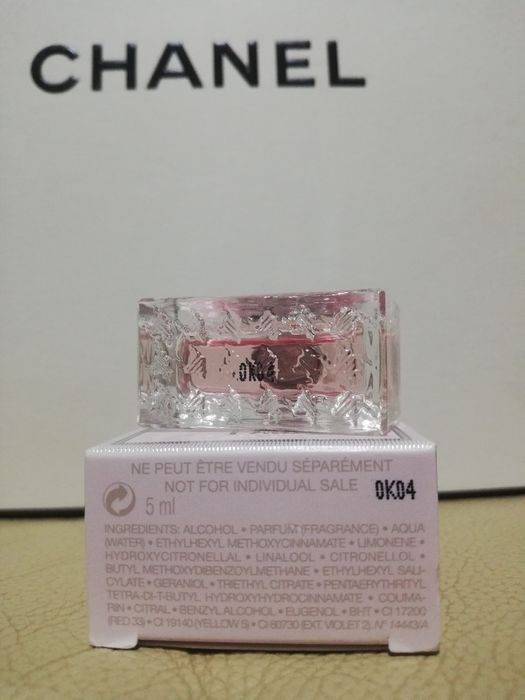 CHANEL
0K04
NE PEUT ÊTRE VENDU SÉPARÉMENT
NOT FOR INDIVIDUAL SALE 0K04
5 ml
INGREDIENTS: ALCOHOL • PARFUM (FRAGRANCE) • AQUA
(WATER) • ETHYLHEXYL METHOXYCINNAMATE • LIMONENE •
HYDROXYCITRONELLAL • LINALOOL • CITRONELLOL •
BUTYL METHOXYDIBENZOYLMETHANE • ETHYLHEXYL SALI-
CYLATE • GERANIOL • TRIETHYL CITRATE • PENTAERYTHRITYL
TETRA-DI-T-BUTYL HYDROXYHYDROCINNAMATE • COUMA-
RIN • CITRAL • BENZYL ALCOHOL • EUGENOL • BHT • CI 17200
(RED 33) • CI 19140 (YELLOW 5) • CI 60730 (EXT. VIOLET 2). N° 14443/A